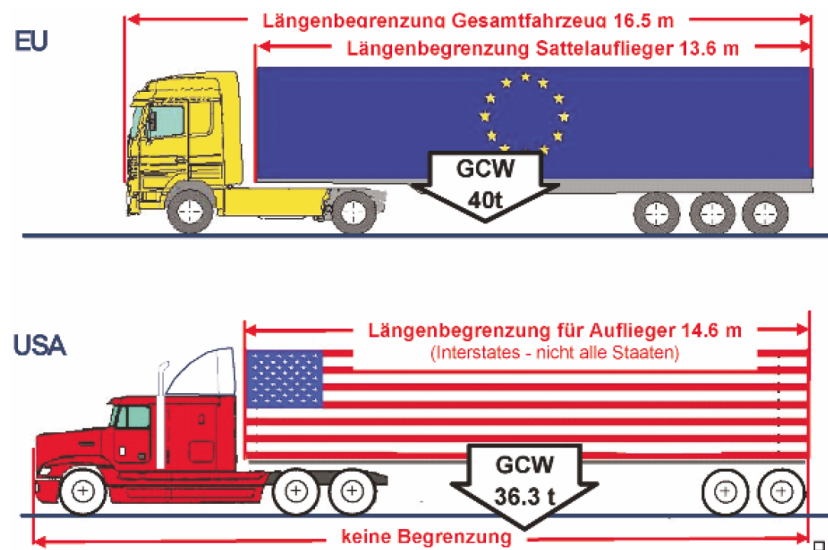 Längenbegrenzung Gesamtfahrzeug 16.5 m
EU
Längenbegrenzung Sattelauflieger 13.6 m
GCW
40t
USA
Längenbegrenzung für Auflieger 14.6 m
(Interstates - nicht alle Staaten)
GCW
36.3 t
keine Begrenzung